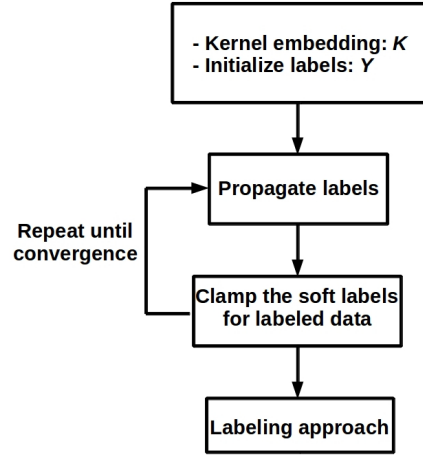 - Kernel embedding: K
- Initialize labels: Y
Propagate labels
Repeat until
convergence
Clamp the soft labels
for labeled data
Labeling approach